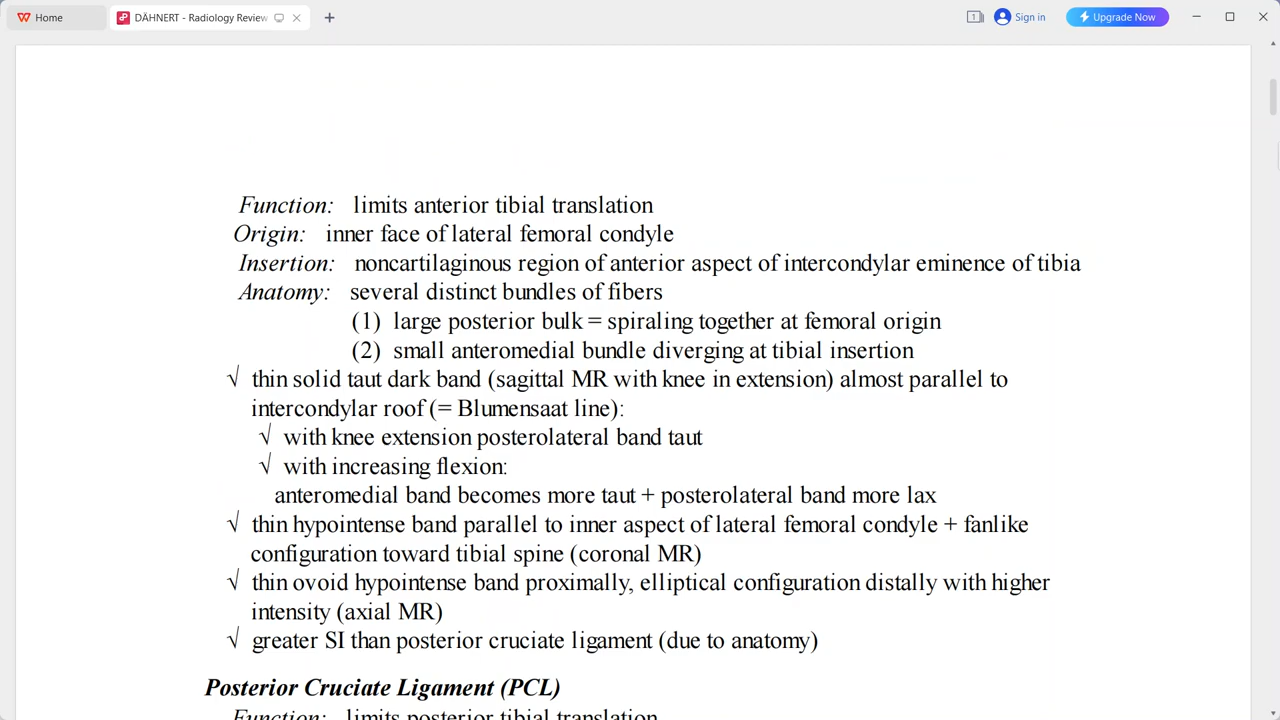 Home
DÄHNERT - Radiology Review
1
Sign in
Upgrade Now
Function: limits anterior tibial translation
Origin: inner face of lateral femoral condyle
Insertion: noncartilaginous region of anterior aspect of intercondylar eminence of tibia
Anatomy: several distinct bundles of fibers
(1) large posterior bulk = spiraling together at femoral origin
(2) small anteromedial bundle diverging at tibial insertion
√ thin solid taut dark band (sagittal MR with knee in extension) almost parallel to
intercondylar roof (= Blumensaat line):
√ with knee extension posterolateral band taut
√ with increasing flexion:
anteromedial band becomes more taut + posterolateral band more lax
√ thin hypointense band parallel to inner aspect of lateral femoral condyle + fanlike
configuration toward tibial spine (coronal MR)
√ thin ovoid hypointense band proximally, elliptical configuration distally with higher
intensity (axial MR)
√ greater SI than posterior cruciate ligament (due to anatomy)
Posterior Cruciate Ligament (PCL)
Function: limits posterior tibial translation